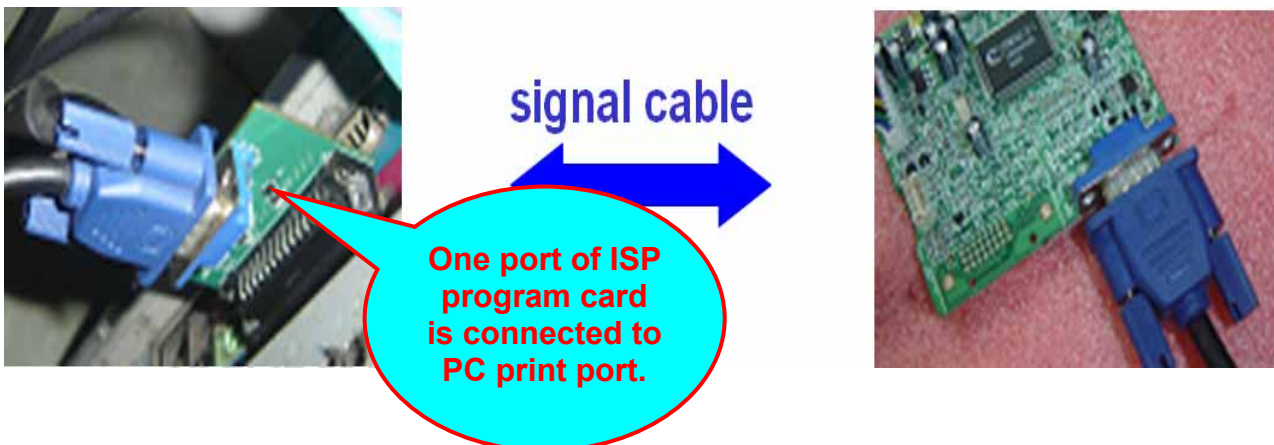 signal cable
One port of ISP
program card
is connected to
PC print port.